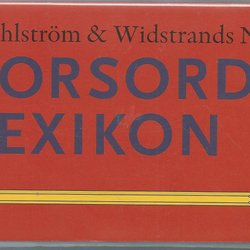 hlström & Widstrands N
ORSORD
EXIKON